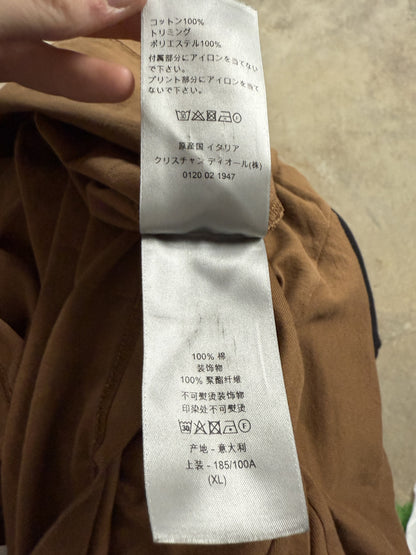 コットン100%
トリミング
ポリエステル100%
付属部分にアイロンを当てない
で下さい。
プリント部分にアイロンを当てな
いで下さい。
原産国 イタリア
クリスチャン ディオール(株)
0120 02 1947
100% 棉
装饰物
100% 聚酯纤维
不可熨烫装饰物
印染处不可熨烫
30 F
产地 - 意大利
上装 - 185/100A
(XL)